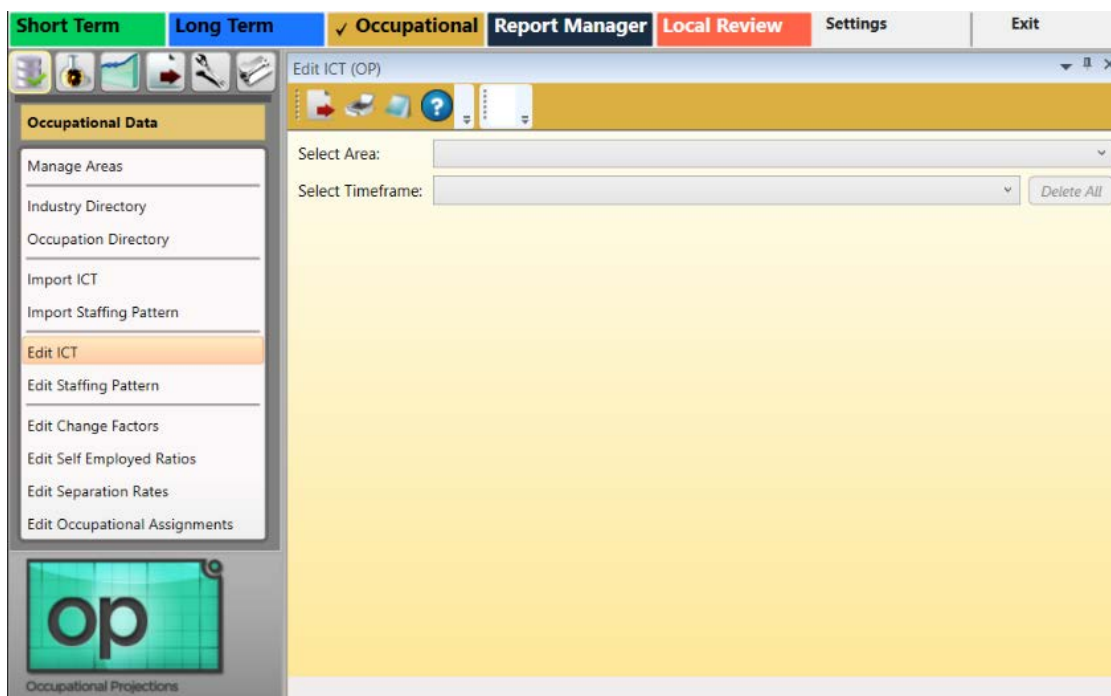 Short Term Long Term ✓ Occupational Report Manager Local Review Settings Exit
Edit ICT (OP)
Occupational Data
Manage Areas
Industry Directory
Occupation Directory
Import ICT
Import Staffing Pattern
Edit ICT
Edit Staffing Pattern
Edit Change Factors
Edit Self Employed Ratios
Edit Separation Rates
Edit Occupational Assignments
op
Occupational Projections
?
Select Area:
Select Timeframe:
Delete All